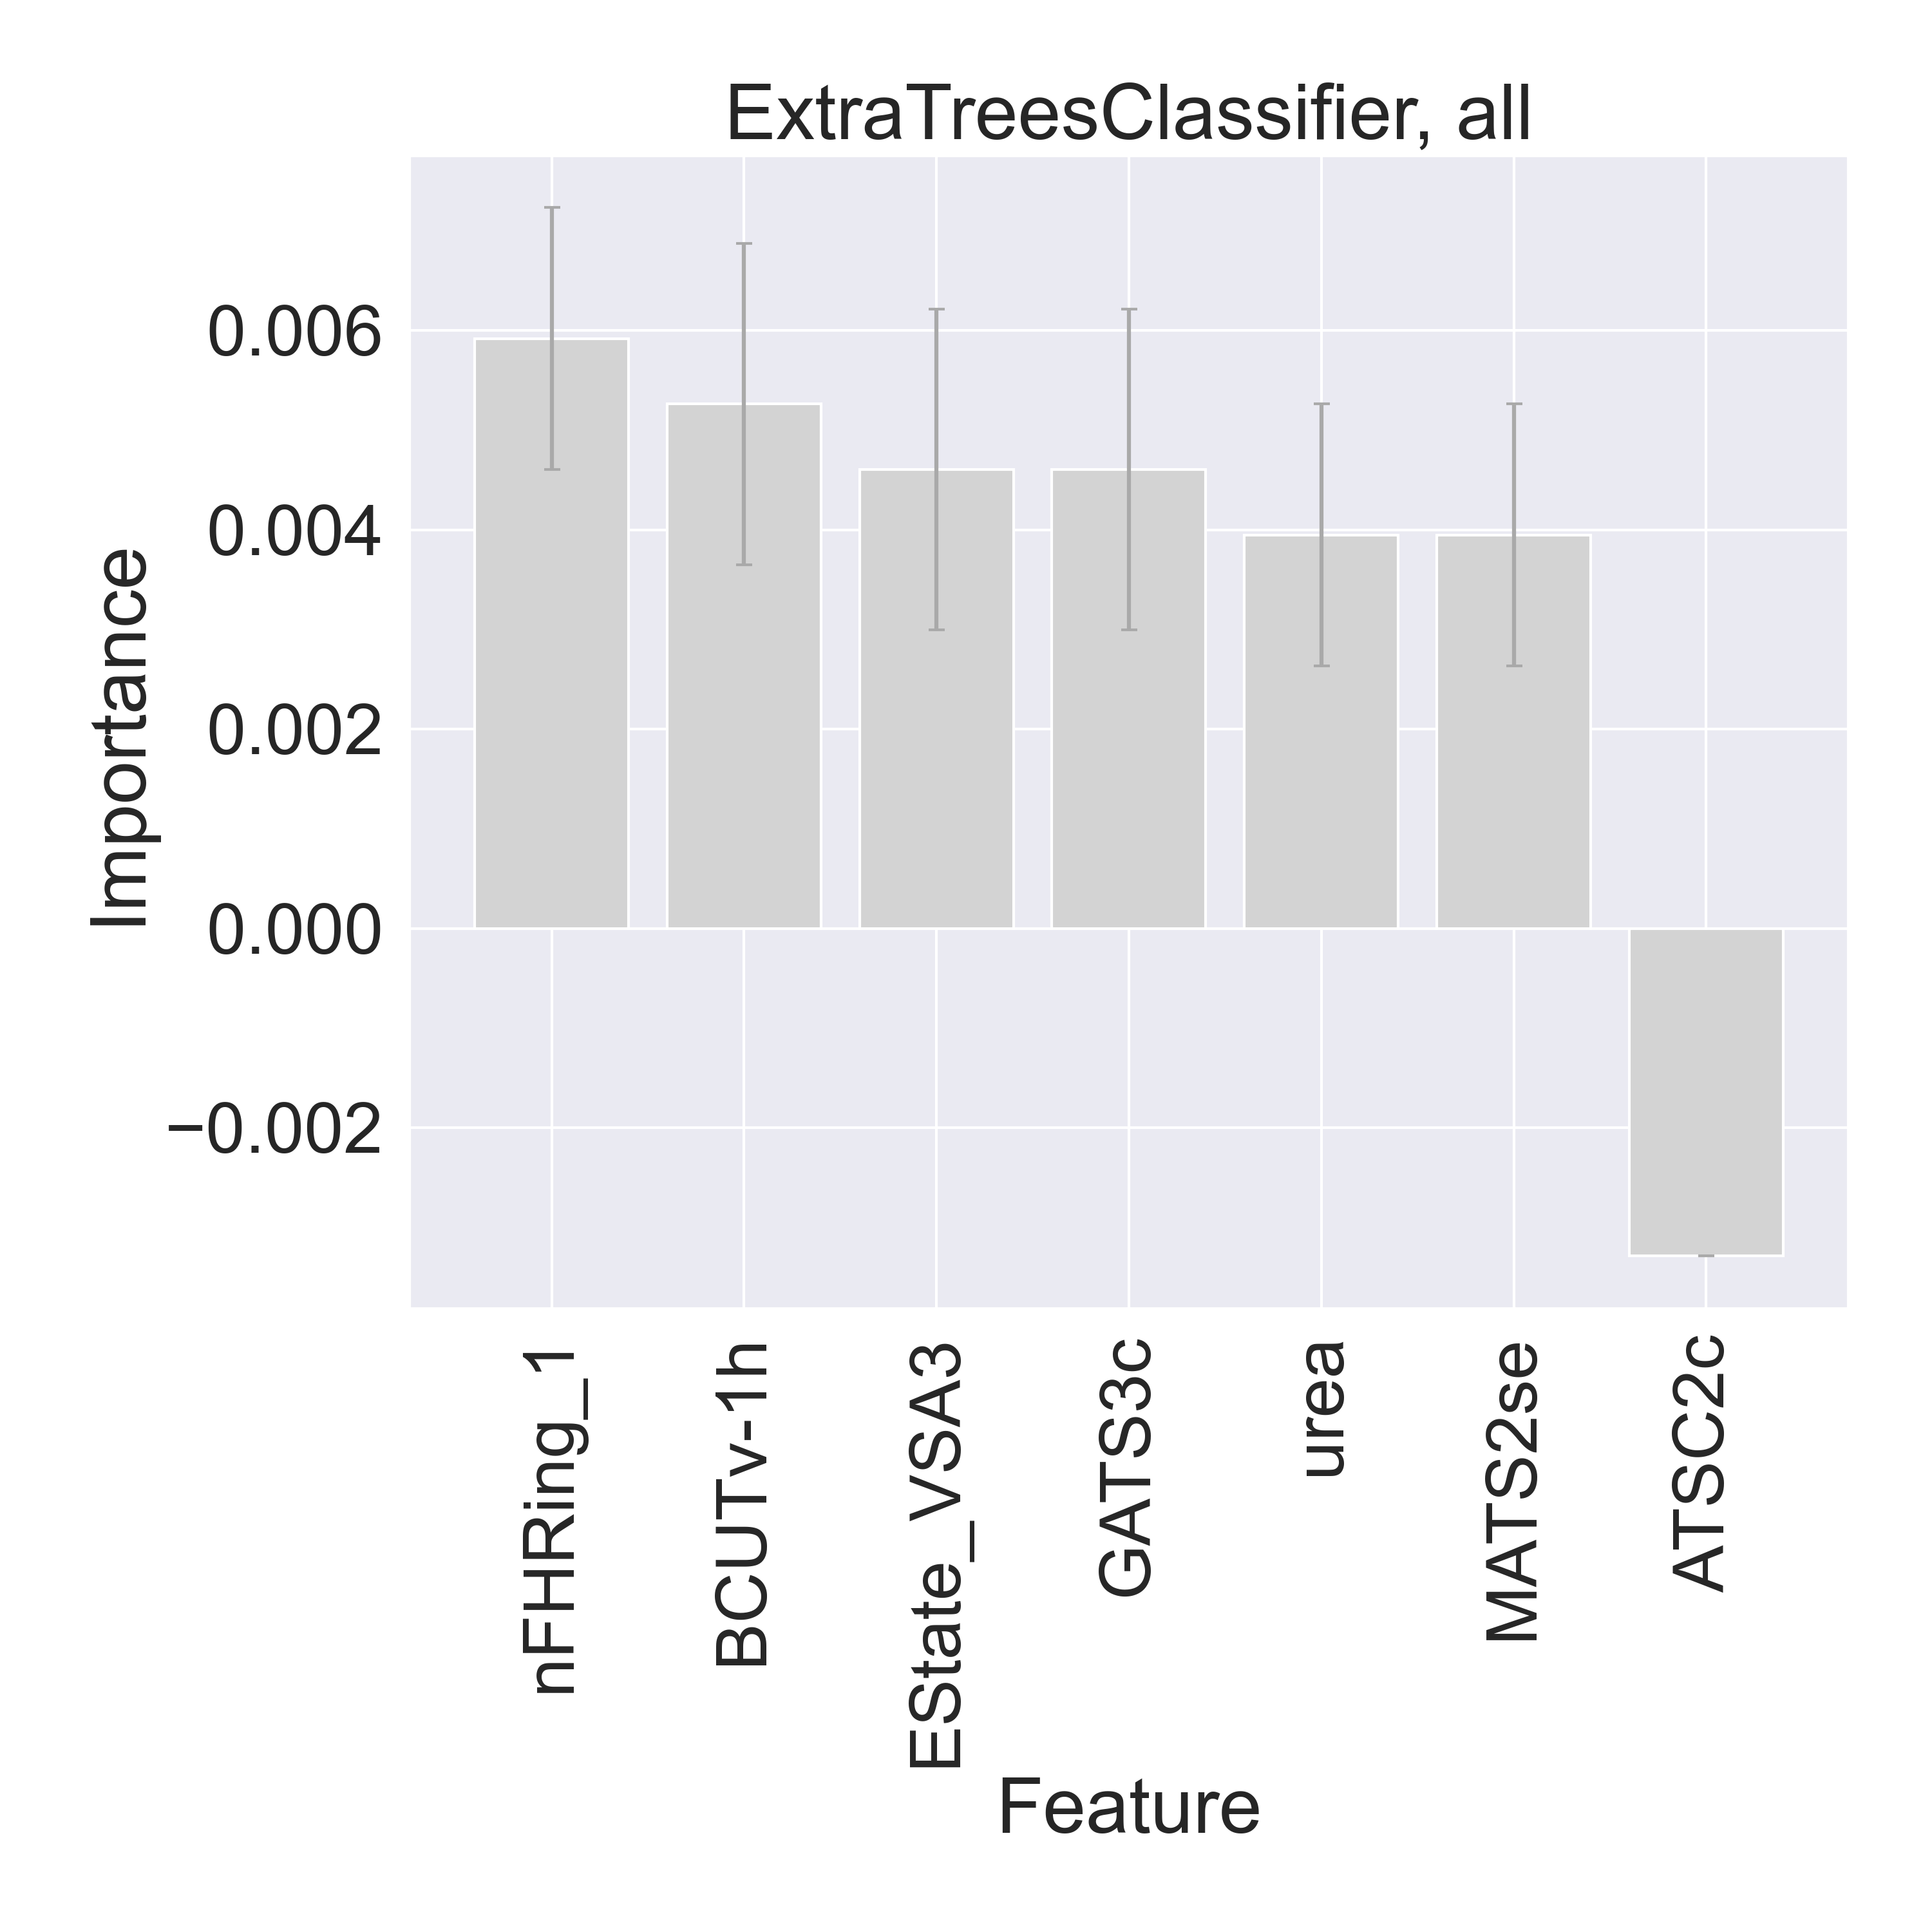 ExtraTreesClassifier, all
Importance
0.006
0.004
0.002
0.000
−0.002
nFHRing_1
BCUTv-1h
EState_VSA3
GATS3c
urea
MATS2se
ATSC2c
Feature